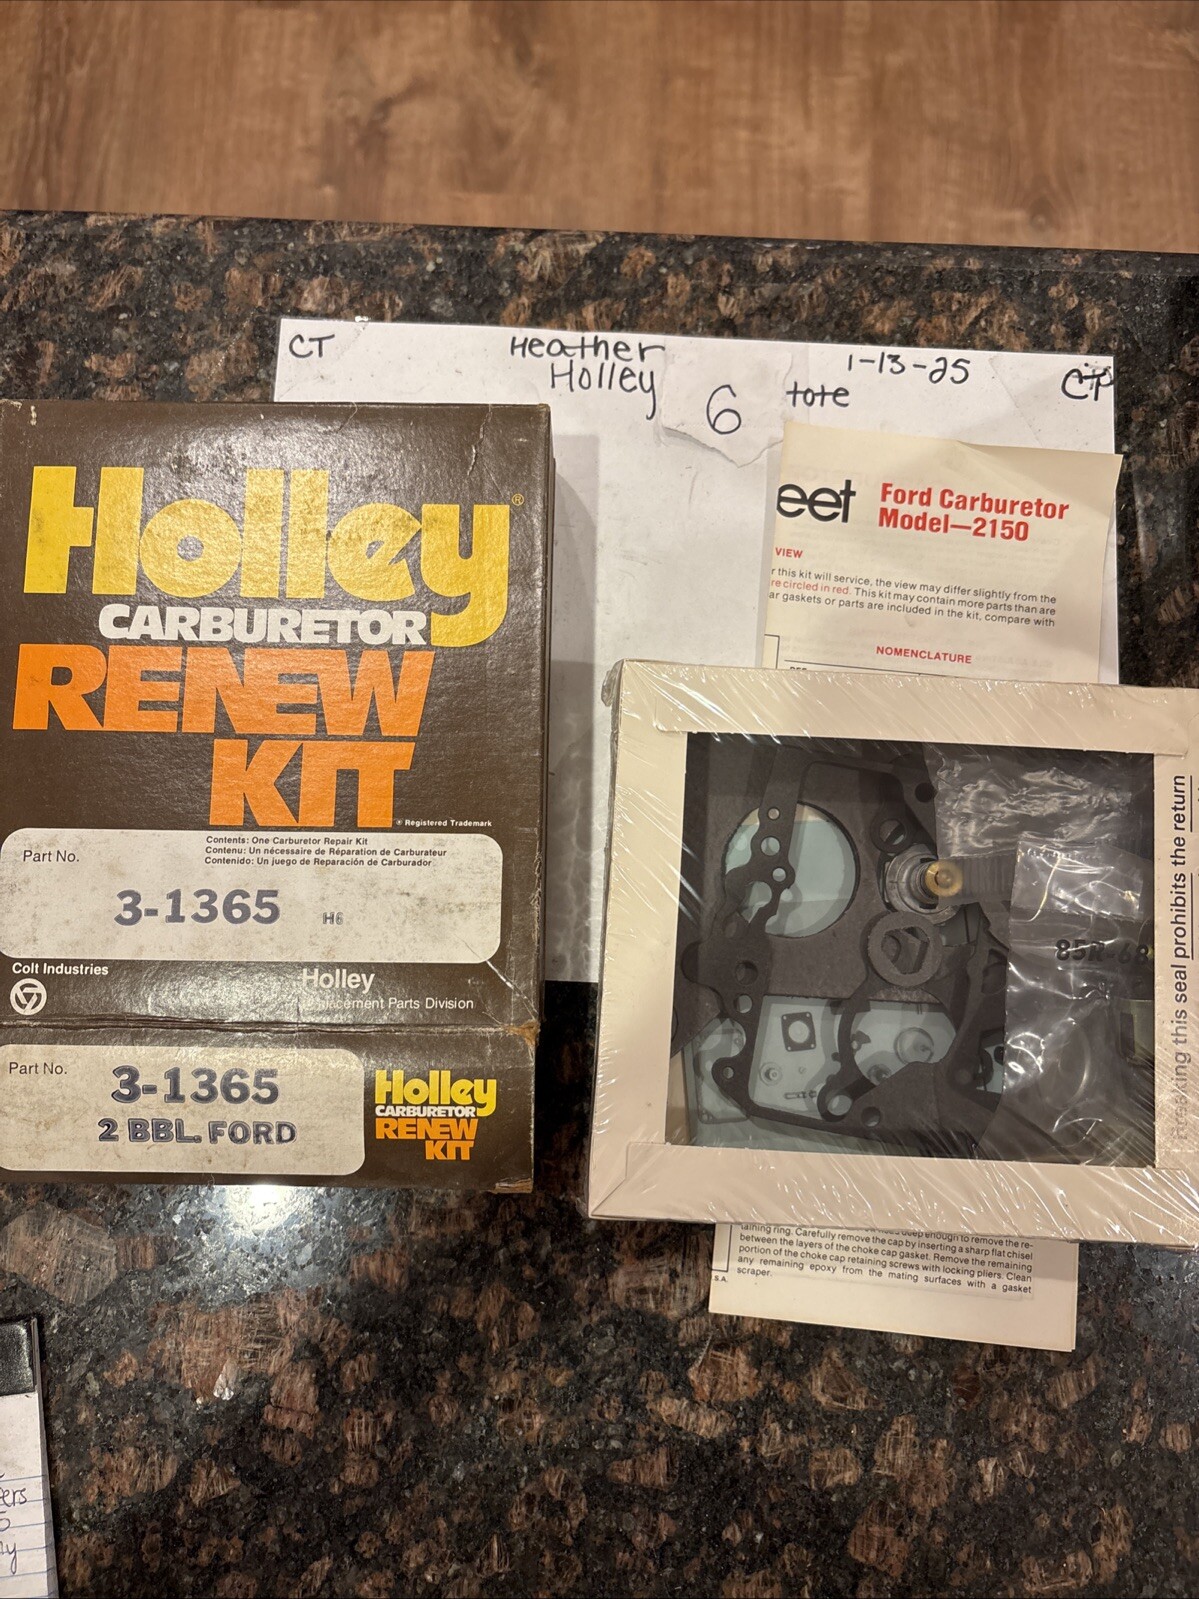 CT
Heather
Holley
6
tote
1-13-25
CTP
Holley®
CARBURETOR
RENEW
KIT
® Registered Trademark
Contents: One Carburetor Repair Kit
Contenu: Un nécessaire de Réparation de Carburateur
Contenido: Un juego de Reparación de Carburador
Part No.
3-1365 H6
Colt Industries
Holley
Replacement Parts Division
Part No.
3-1365
2 BBL. FORD
Holley
CARBURETOR
RENEW
KIT
eet
Ford Carburetor
Model—2150
VIEW
r this kit will service, the view may differ slightly from the
re circled in red. This kit may contain more parts than are
ar gaskets or parts are included in the kit, compare with
NOMENCLATURE
85R-68
this seal prohibits the return
taining ring. Carefully remove the cap by inserting a sharp flat chisel
between the layers of the choke cap gasket. Remove the remaining
portion of the choke cap retaining screws with locking pliers. Clean
any remaining epoxy from the mating surfaces with a gasket
scraper.
S.A.
ers